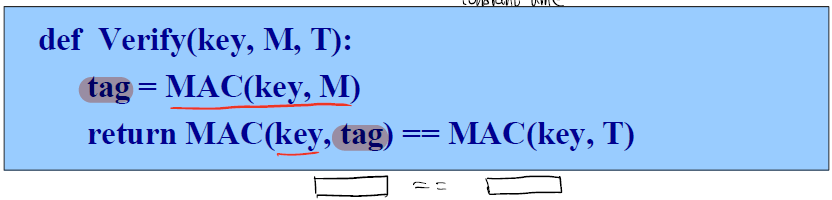 def Verify(key, M, T):
tag = MAC(key, M)
return MAC(key, tag) == MAC(key, T)
==